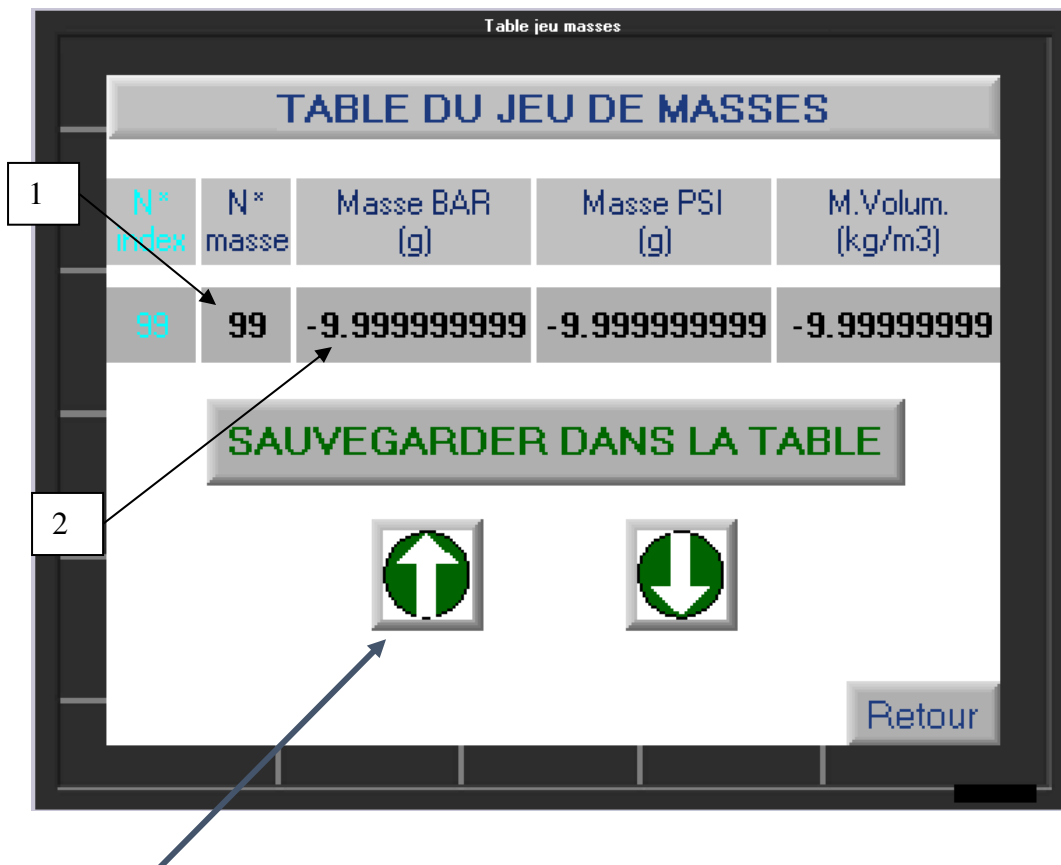 Table jeu masses
TABLE DU JEU DE MASSES
1
N* index
N* masse
Masse BAR (g)
Masse PSI (g)
M.Volum. (kg/m3)
99 99 -9.999999999 -9.999999999 -9.99999999
SAUVEGARDER DANS LA TABLE
2
Retour